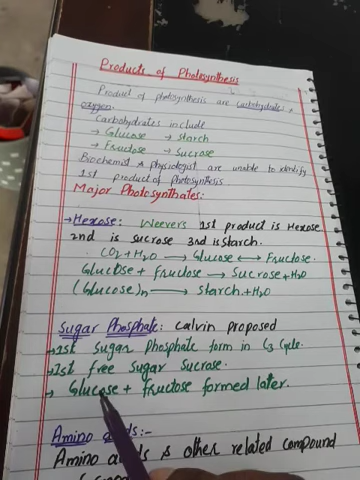 Products of Photosynthesis
Product of photosynthesis are Carbohydrates,
oxygen.
Carbohydrates include
→ Glucose → starch
→ Fructose → Sucrose
Biochemist & physiologist are unable to identify
1st product of Photosynthesis.
Major Photosynthates:
→Hexose: Weevers 1st product is Hexose
2nd is sucrose 3rd is starch.
CO2+H2O → Glucose ↔ Fructose.
Glucose + fructose → Sucrose+H2O
(Glucose)n → starch+H2O
Sugar Phosphate: Calvin proposed
→1st Sugar Phosphate form in C3 Cycle.
→1st free Sugar Sucrose.
→ Glucose + fructose formed later.
Amino acids:-
Amino acids & other related compound